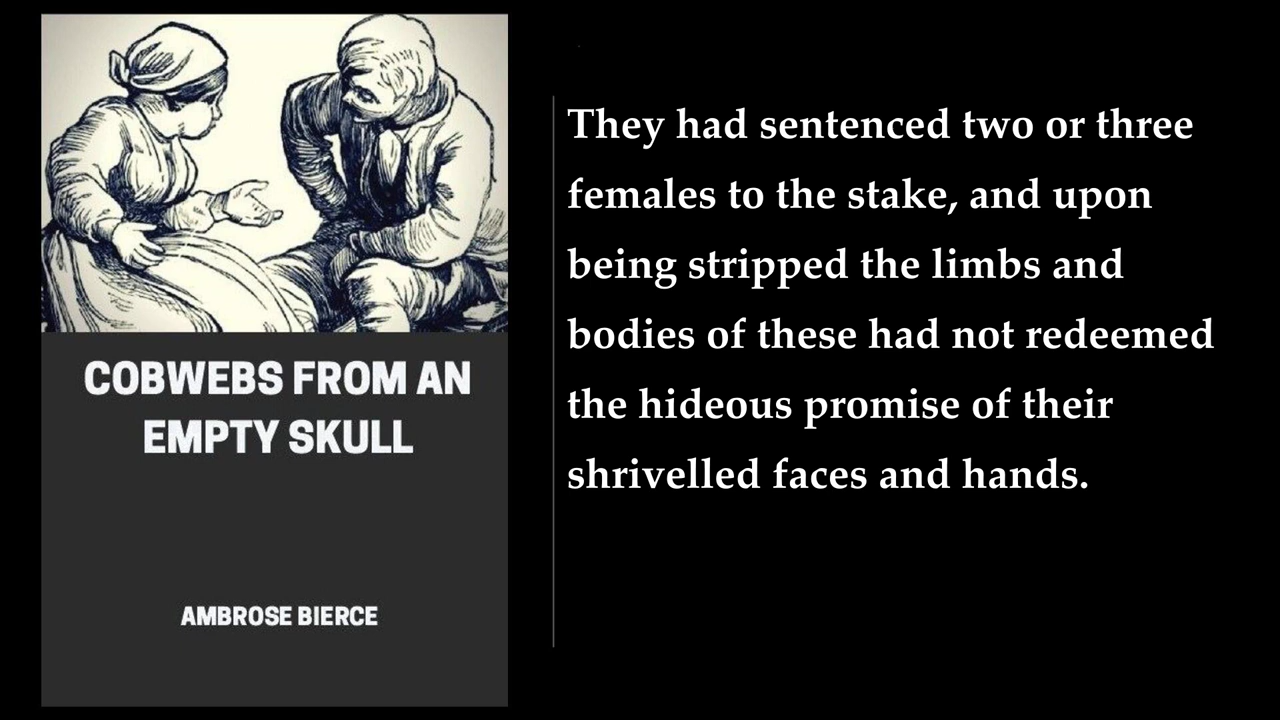 COBWEBS FROM AN
EMPTY SKULL
AMBROSE BIERCE
They had sentenced two or three
females to the stake, and upon
being stripped the limbs and
bodies of these had not redeemed
the hideous promise of their
shrivelled faces and hands.